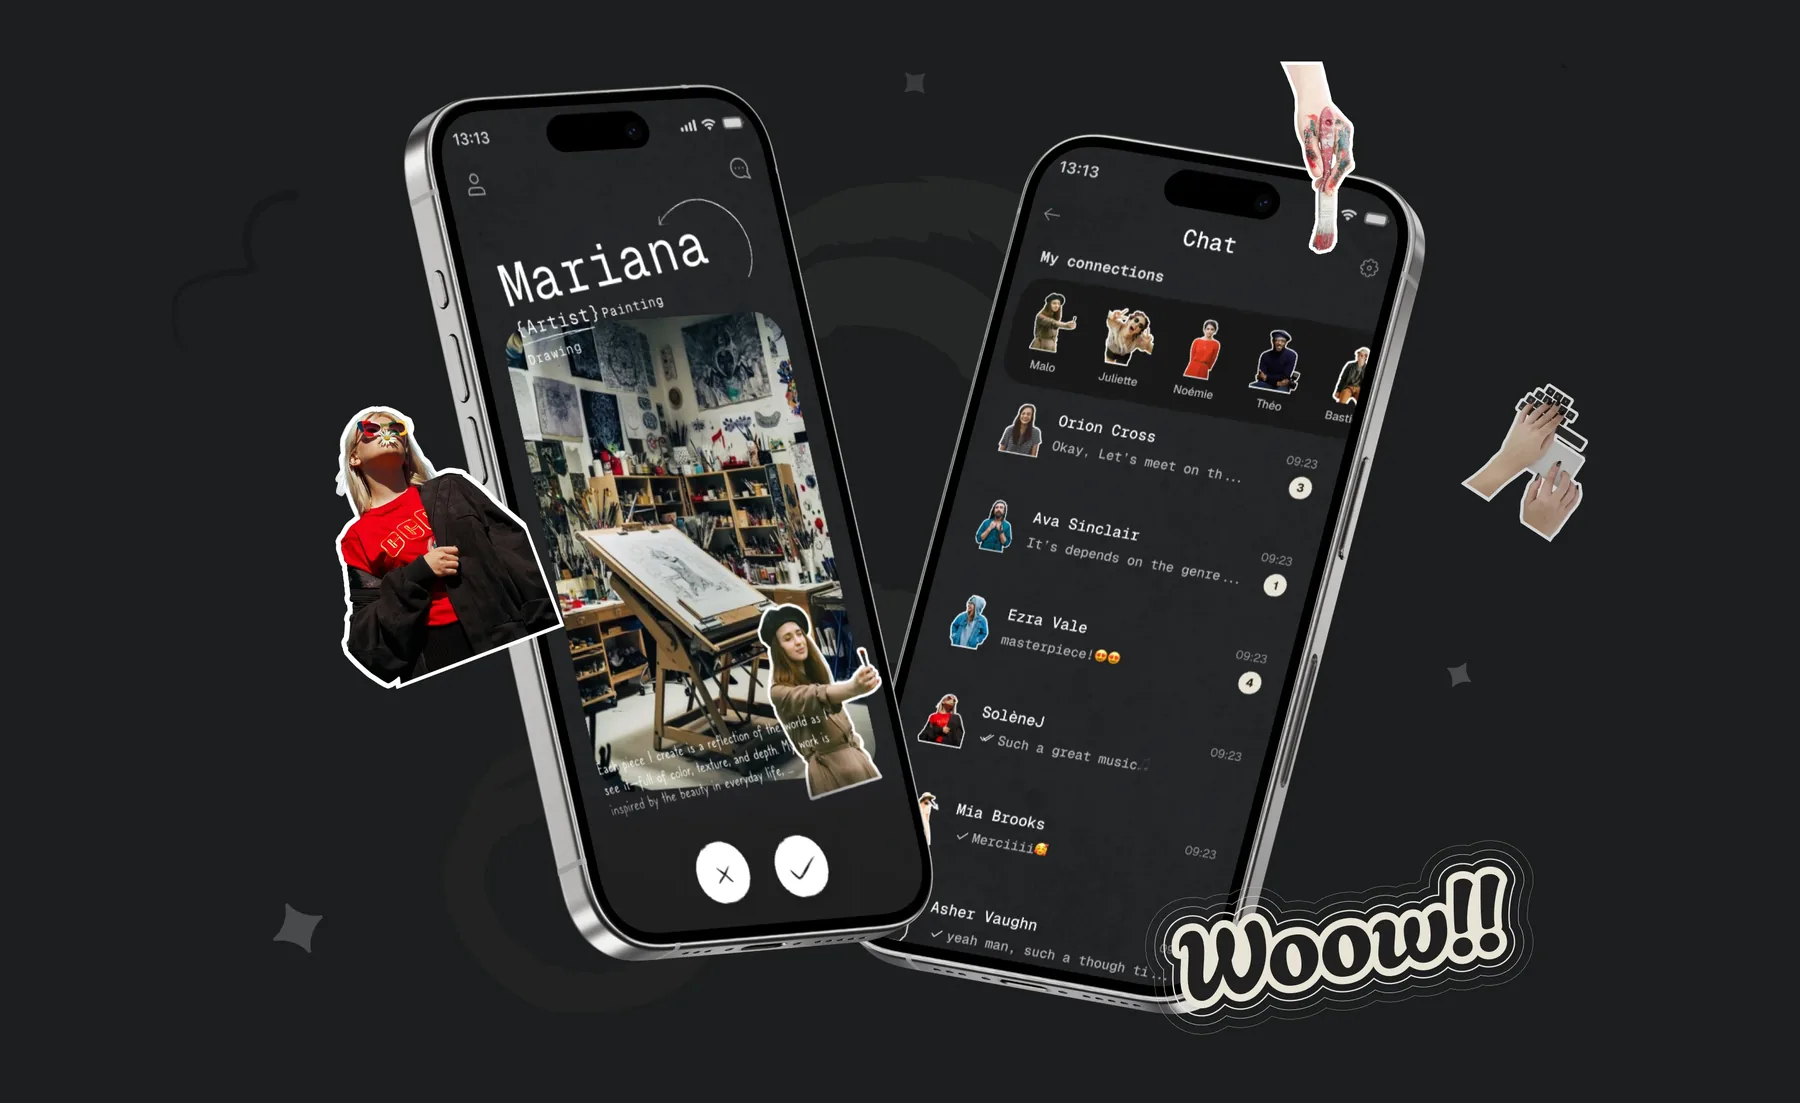 13:13
Mariana
{Artist} Painting
Drawing
Each piece I create is a reflection of the world as I
see it—full of color, texture, and depth. My work is
inspired by the beauty in everyday life,
13:13
Chat
My connections
Malo
Juliette
Noémie
Théo
Basti
Orion Cross
Okay, Let's meet on th...
09:23
3
Ava Sinclair
It's depends on the genre...
09:23
1
Ezra Vale
masterpiece!😍😍
09:23
4
SolèneJ
Such a great music
09:23
Mia Brooks
Merciiii🥰
09:23
Asher Vaughn
yeah man, such a though ti...
Woow!!